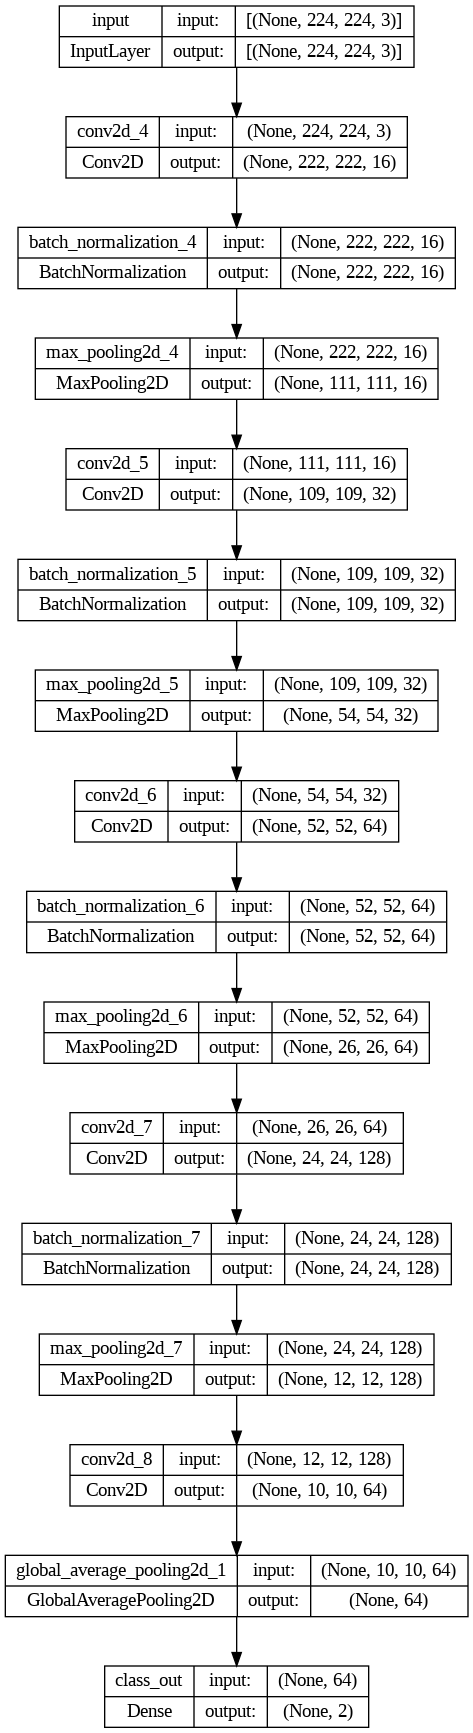 input input: [(None, 224, 224, 3)]
InputLayer output: [(None, 224, 224, 3)]
conv2d_4 input: (None, 224, 224, 3)
Conv2D output: (None, 222, 222, 16)
batch_normalization_4 input: (None, 222, 222, 16)
BatchNormalization output: (None, 222, 222, 16)
max_pooling2d_4 input: (None, 222, 222, 16)
MaxPooling2D output: (None, 111, 111, 16)
conv2d_5 input: (None, 111, 111, 16)
Conv2D output: (None, 109, 109, 32)
batch_normalization_5 input: (None, 109, 109, 32)
BatchNormalization output: (None, 109, 109, 32)
max_pooling2d_5 input: (None, 109, 109, 32)
MaxPooling2D output: (None, 54, 54, 32)
conv2d_6 input: (None, 54, 54, 32)
Conv2D output: (None, 52, 52, 64)
batch_normalization_6 input: (None, 52, 52, 64)
BatchNormalization output: (None, 52, 52, 64)
max_pooling2d_6 input: (None, 52, 52, 64)
MaxPooling2D output: (None, 26, 26, 64)
conv2d_7 input: (None, 26, 26, 64)
Conv2D output: (None, 24, 24, 128)
batch_normalization_7 input: (None, 24, 24, 128)
BatchNormalization output: (None, 24, 24, 128)
max_pooling2d_7 input: (None, 24, 24, 128)
MaxPooling2D output: (None, 12, 12, 128)
conv2d_8 input: (None, 12, 12, 128)
Conv2D output: (None, 10, 10, 64)
global_average_pooling2d_1 input: (None, 10, 10, 64)
GlobalAveragePooling2D output: (None, 64)
class_out input: (None, 64)
Dense output: (None, 2)